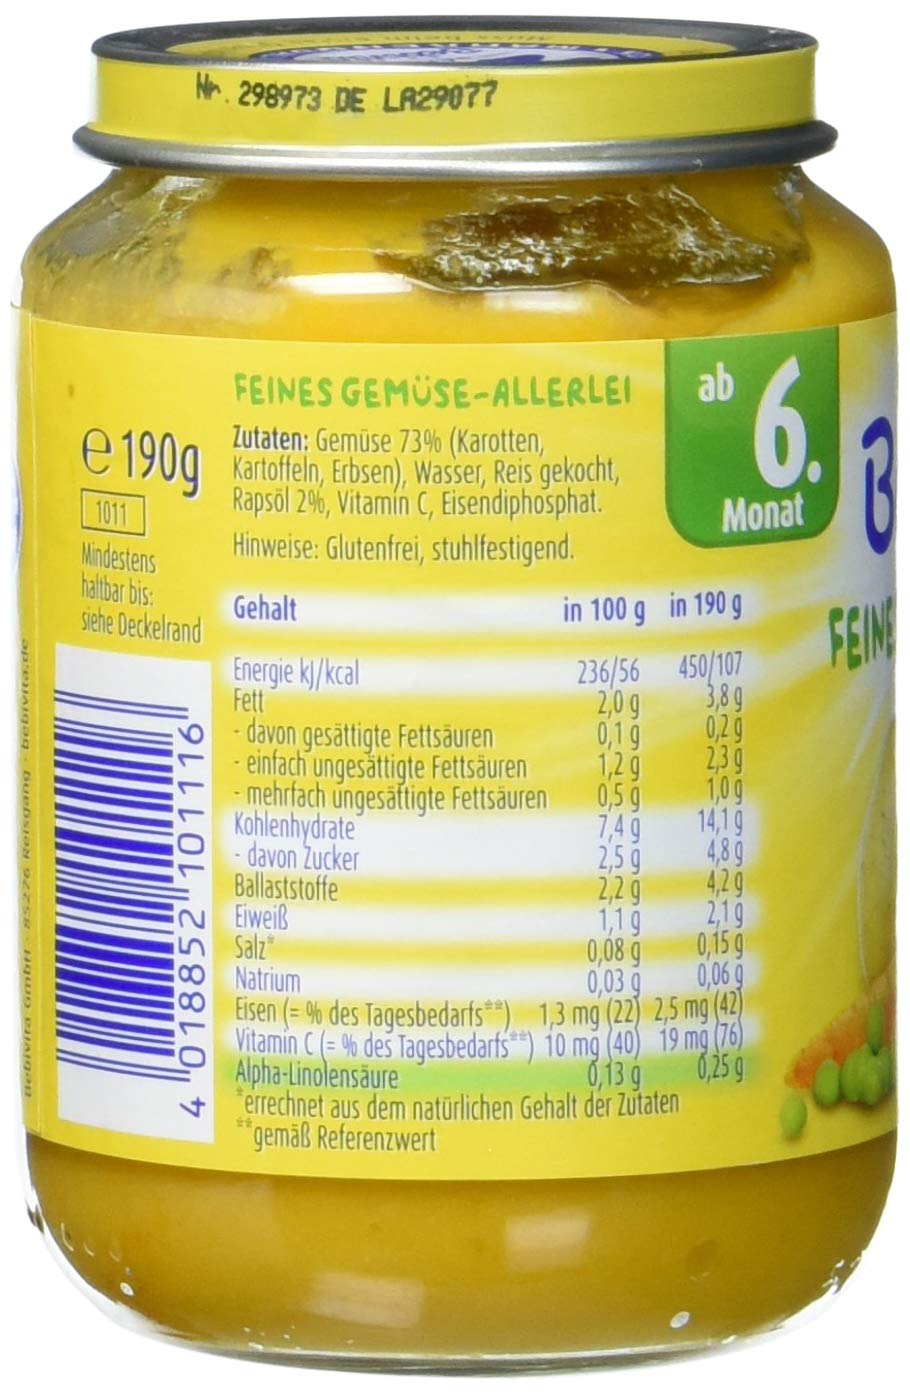 Nr. 298973 DE LA29077
FEINES GEMÜSE-ALLERLEI
Zutaten: Gemüse 73% (Karotten,
Kartoffeln, Erbsen), Wasser, Reis gekocht,
Rapsöl 2%, Vitamin C, Eisendiphosphat.
Hinweise: Glutenfrei, stuhlfestigend.
ab 6.
Monat
e 190g
1011
Mindestens
haltbar bis:
siehe Deckelrand
Gehalt in 100 g in 190 g
Energie kJ/kcal 236/56 450/107
Fett 2,0 g 3,8 g
- davon gesättigte Fettsäuren 0,1 g 0,2 g
- einfach ungesättigte Fettsäuren 1,2 g 2,3 g
- mehrfach ungesättigte Fettsäuren 0,5 g 1,0 g
Kohlenhydrate 7,4 g 14,1 g
- davon Zucker 2,5 g 4,8 g
Ballaststoffe 2,2 g 4,2 g
Eiweiß 1,1 g 2,1 g
Salz* 0,08 g 0,15 g
Natrium 0,03 g 0,06 g
Eisen (= % des Tagesbedarfs**) 1,3 mg (22) 2,5 mg (42)
Vitamin C (= % des Tagesbedarfs**) 10 mg (40) 19 mg (76)
Alpha-Linolensäure 0,13 g 0,25 g
*errechnet aus dem natürlichen Gehalt der Zutaten
**gemäß Referenzwert
4 018852 101116
Bebivita GmbH · 85276 Reisgang · bebivita.de
B
FEINE